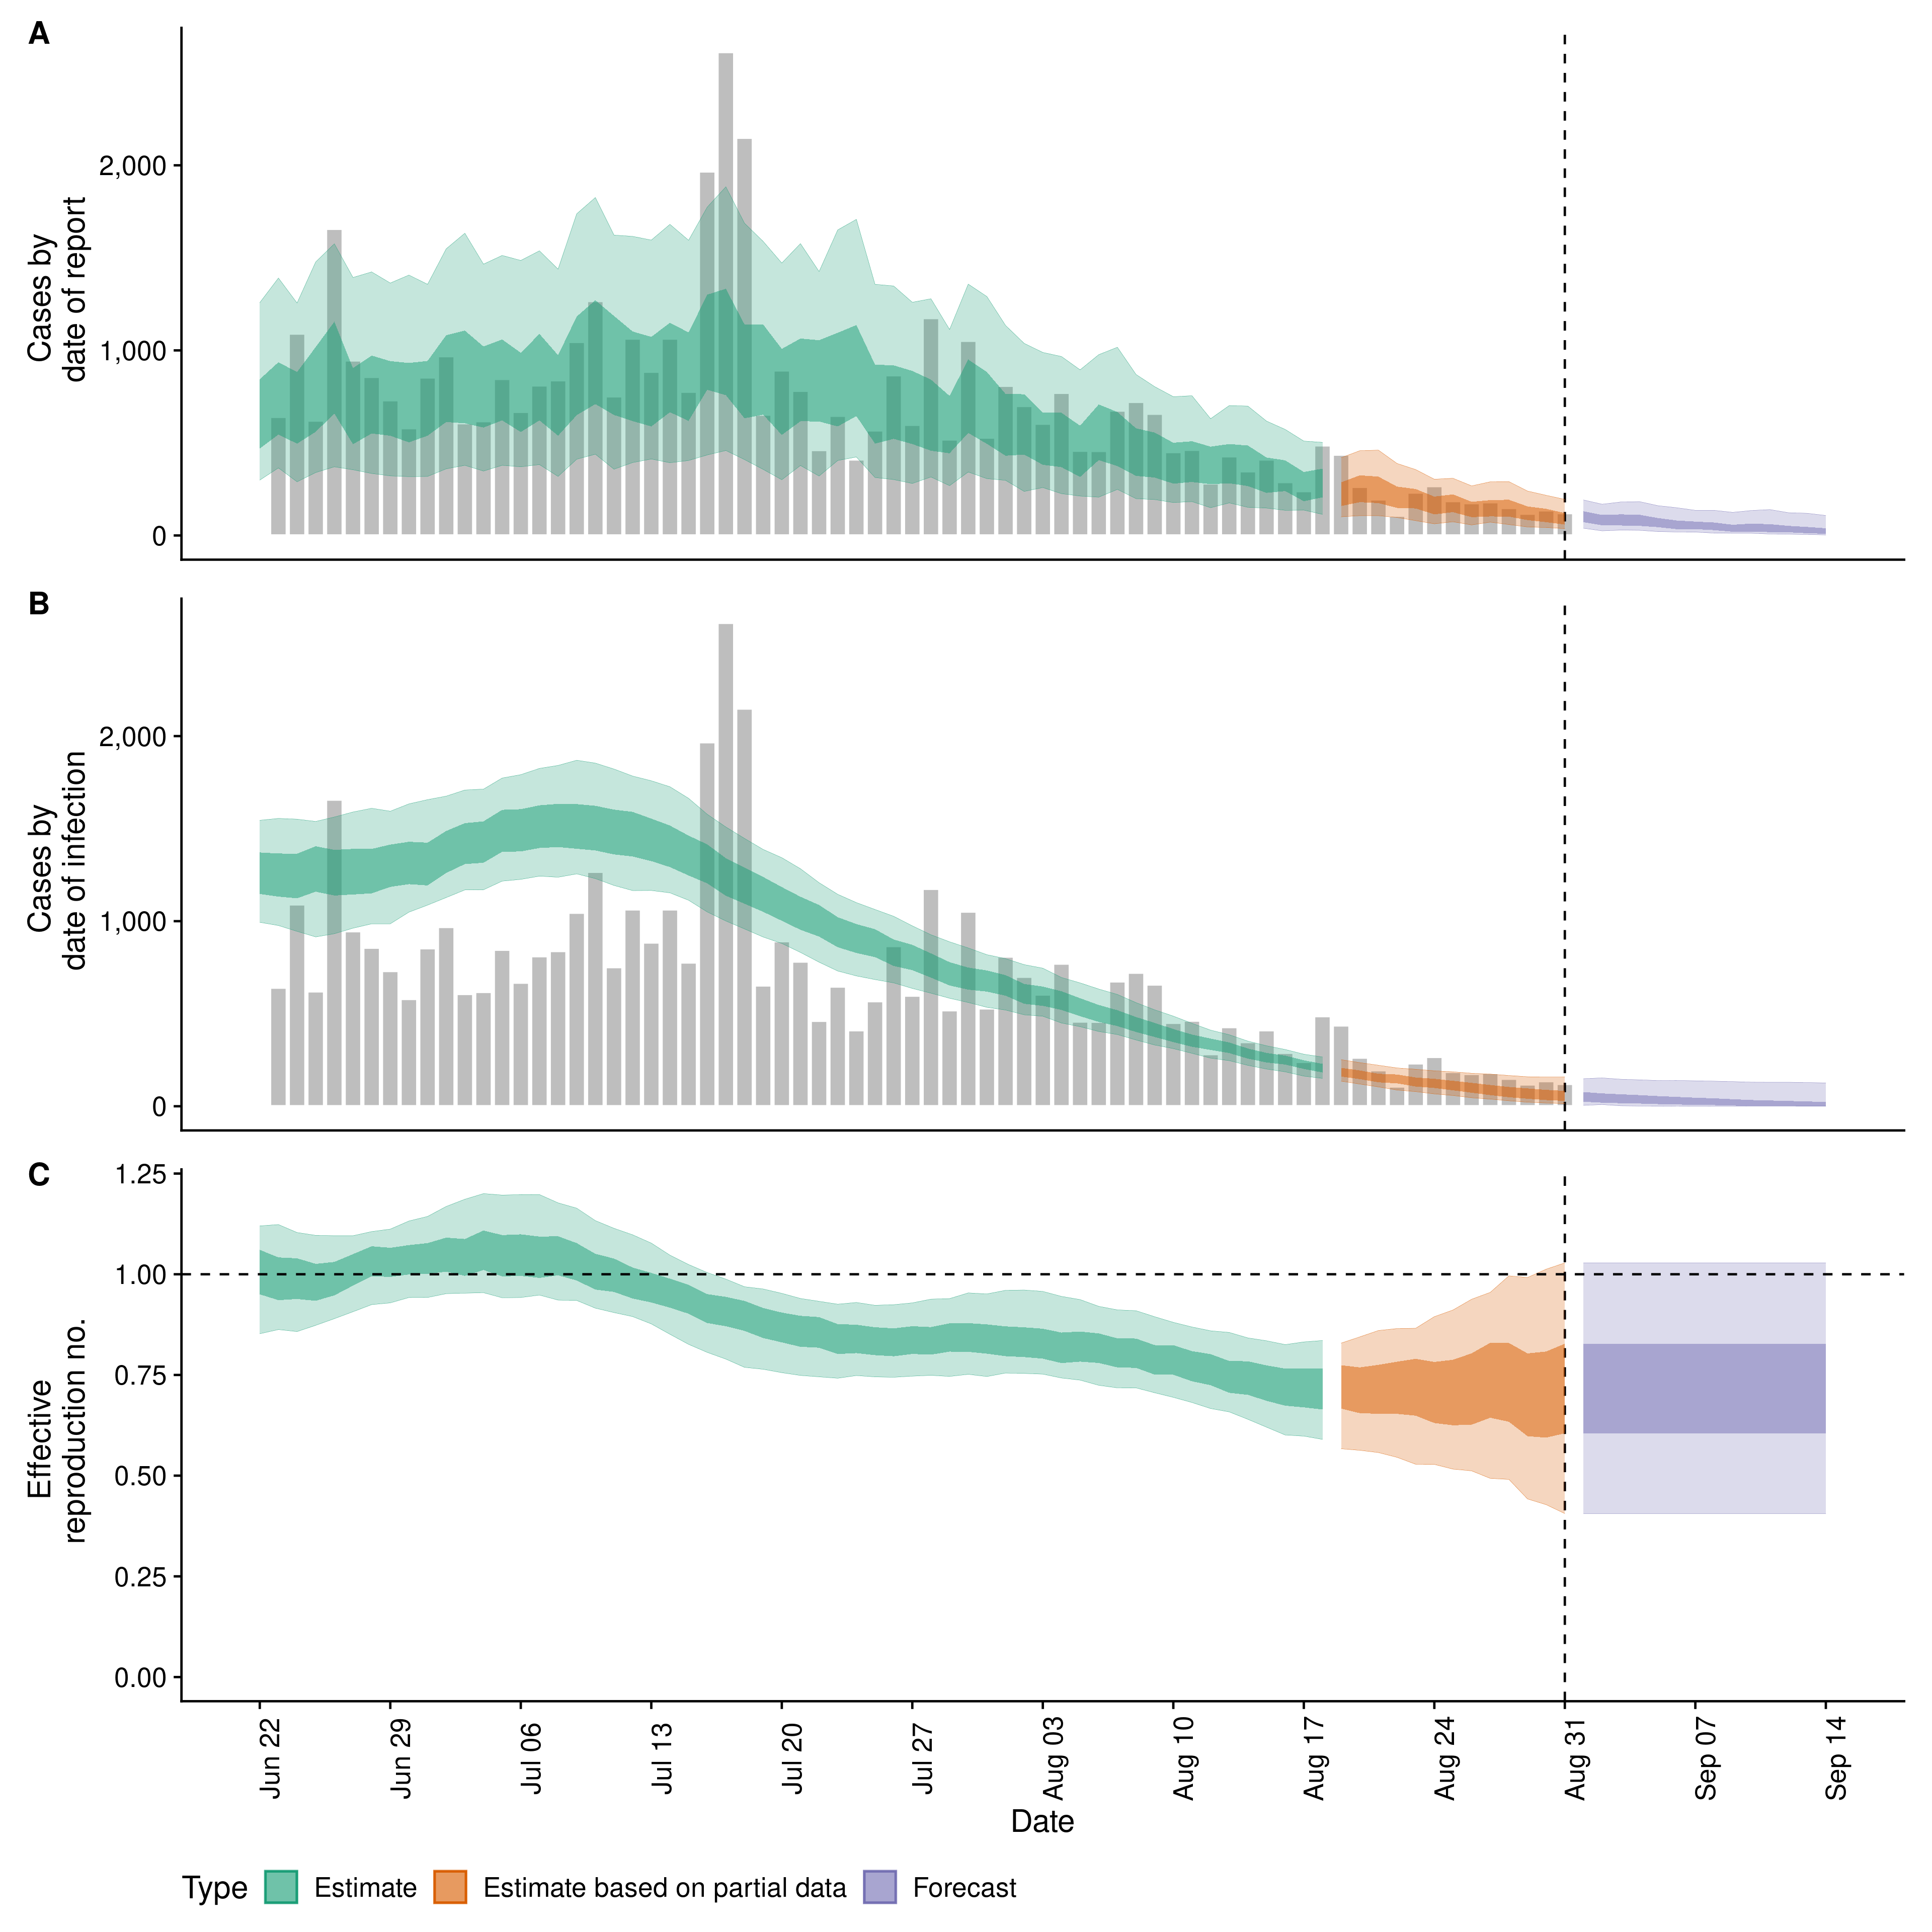 A
Cases by
date of report
2,000
1,000
0
B
Cases by
date of infection
2,000
1,000
0
C
Effective
reproduction no.
1.25
1.00
0.75
0.50
0.25
0.00
Jun 22
Jun 29
Jul 06
Jul 13
Jul 20
Jul 27
Aug 03
Aug 10
Aug 17
Aug 24
Aug 31
Sep 07
Sep 14
Date
Type Estimate Estimate based on partial data Forecast